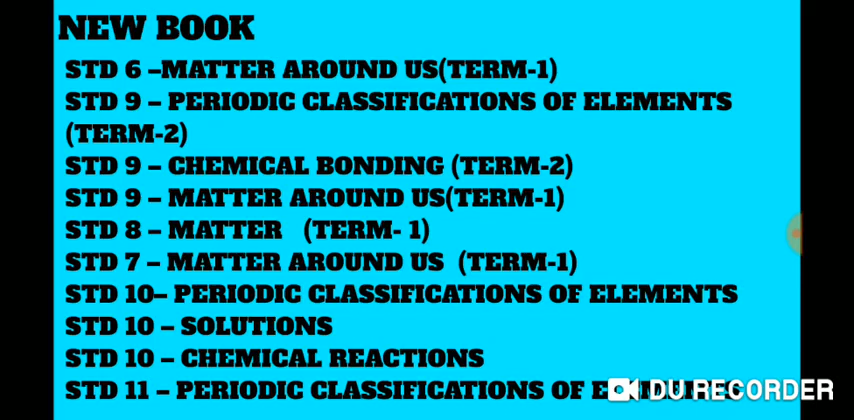 NEW BOOK
STD 6 –MATTER AROUND US(TERM-1)
STD 9 – PERIODIC CLASSIFICATIONS OF ELEMENTS
(TERM-2)
STD 9 – CHEMICAL BONDING (TERM-2)
STD 9 – MATTER AROUND US(TERM-1)
STD 8 – MATTER (TERM- 1)
STD 7 – MATTER AROUND US (TERM-1)
STD 10– PERIODIC CLASSIFICATIONS OF ELEMENTS
STD 10 – SOLUTIONS
STD 10 – CHEMICAL REACTIONS
STD 11 – PERIODIC CLASSIFICATIONS OF
DU RECORDER